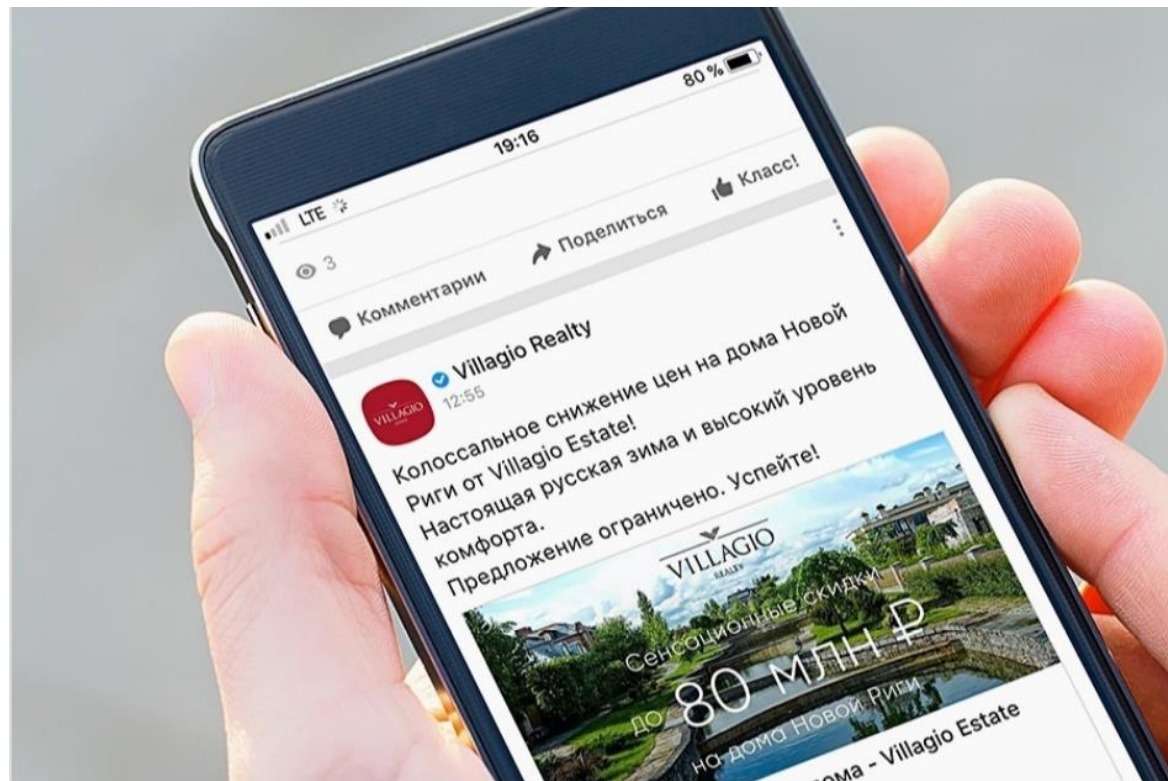 LTE 19:16 80 %
3
Комментарии Поделиться Класс!
Villagio Realty
12:55
VILLAGIO
Колоссальное снижение цен на дома Новой
Риги от Villagio Estate!
Настоящая русская зима и высокий уровень
комфорта.
Предложение ограничено. Успейте!
VILLAGIO
REALTY
Сенсационные скидки
до 80 млн ₽
на дома Новой Риги
- Villagio Estate